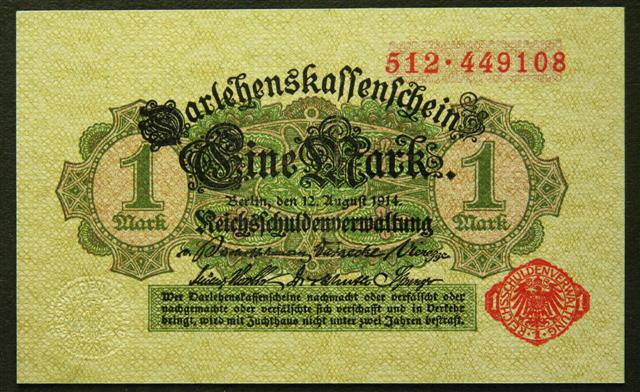 512·449108
Darlehenskassenschein
Eine Mark.
1 Mark
1 Mark
Berlin, den 12. August 1914.
Reichsschuldenverwaltung
Wer Darlehenskassenscheine nachmacht oder verfälscht oder
nachgemachte oder verfälschte sich verschafft und in Verkehr
bringt, wird mit Zuchthaus nicht unter zwei Jahren bestraft.
REICHSSCHULDENVERWALTUNG
1 1